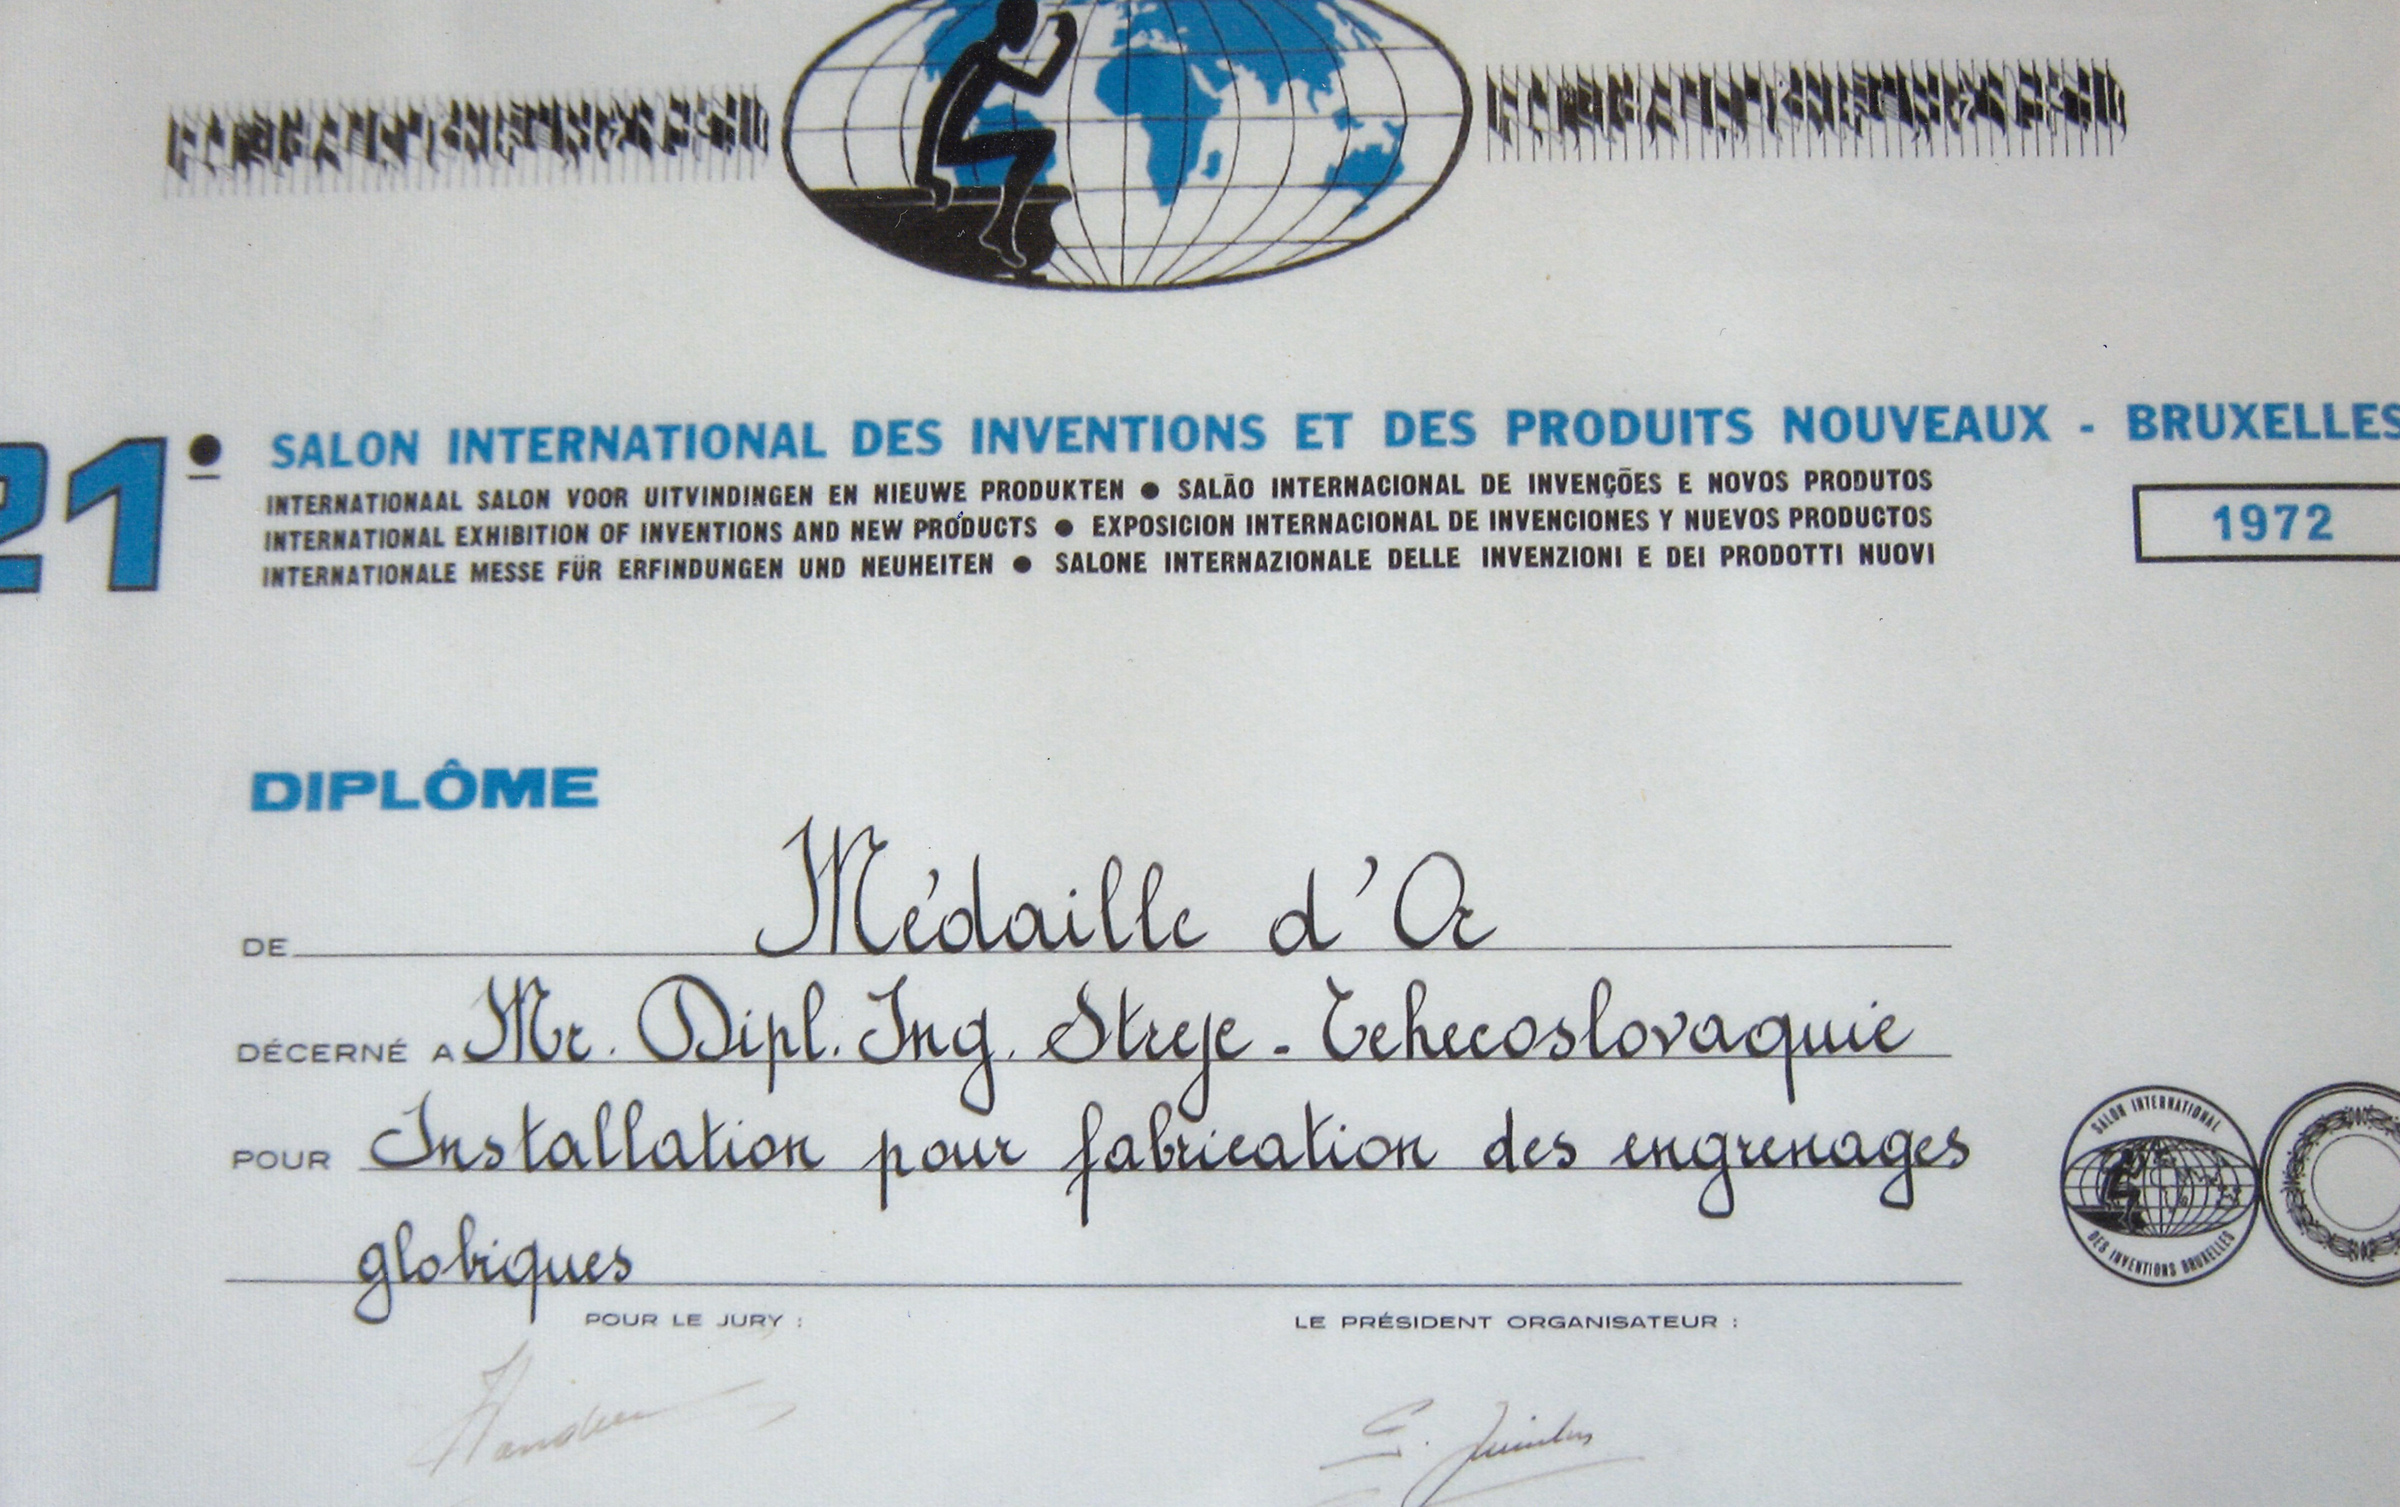 21e SALON INTERNATIONAL DES INVENTIONS ET DES PRODUITS NOUVEAUX - BRUXELLES
INTERNATIONAAL SALON VOOR UITVINDINGEN EN NIEUWE PRODUKTEN ● SALÃO INTERNACIONAL DE INVENÇÕES E NOVOS PRODUTOS
INTERNATIONAL EXHIBITION OF INVENTIONS AND NEW PRODUCTS ● EXPOSICION INTERNACIONAL DE INVENCIONES Y NUEVOS PRODUCTOS
INTERNATIONALE MESSE FÜR ERFINDUNGEN UND NEUHEITEN ● SALONE INTERNAZIONALE DELLE INVENZIONI E DEI PRODOTTI NUOVI
1972
DIPLÔME
DE Médaille d'Or
DÉCERNÉ A Mr. Dipl. Ing. Streje - Tchecoslovaquie
POUR Installation pour fabrication des engrenages
globiques
SALON INTERNATIONAL
DES INVENTIONS BRUXELLES
POUR LE JURY :
LE PRÉSIDENT ORGANISATEUR :